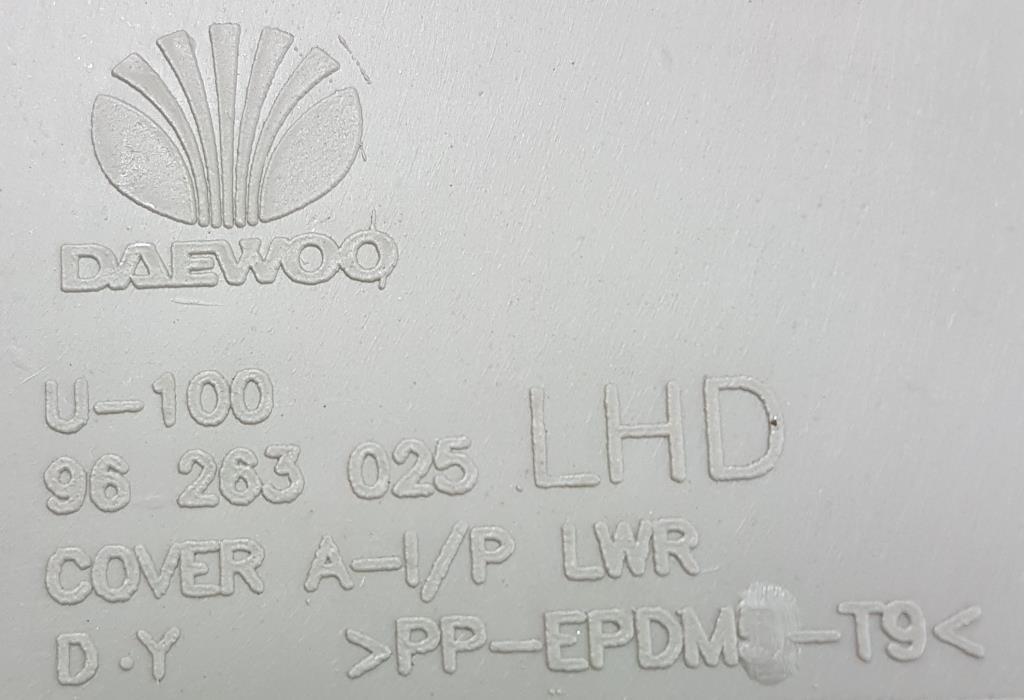 DAEWOO
U-100
96 263 025 LHD
COVER A-I/P LWR
D.Y >PP-EPDM -T9<